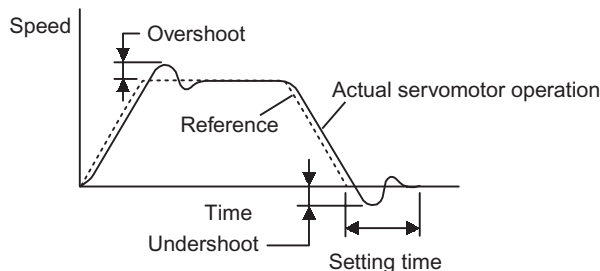 Speed
Overshoot
Actual servomotor operation
Reference
Time
Undershoot
Setting time